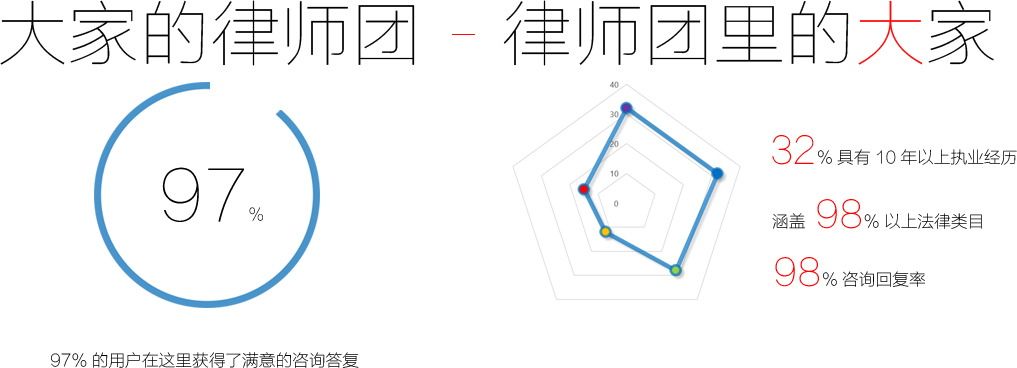 大家的律师团 - 律师团里的大家
97%
40
30
20
10
0
32% 具有 10 年以上执业经历
涵盖 98% 以上法律类目
98% 咨询回复率
97% 的用户在这里获得了满意的咨询答复